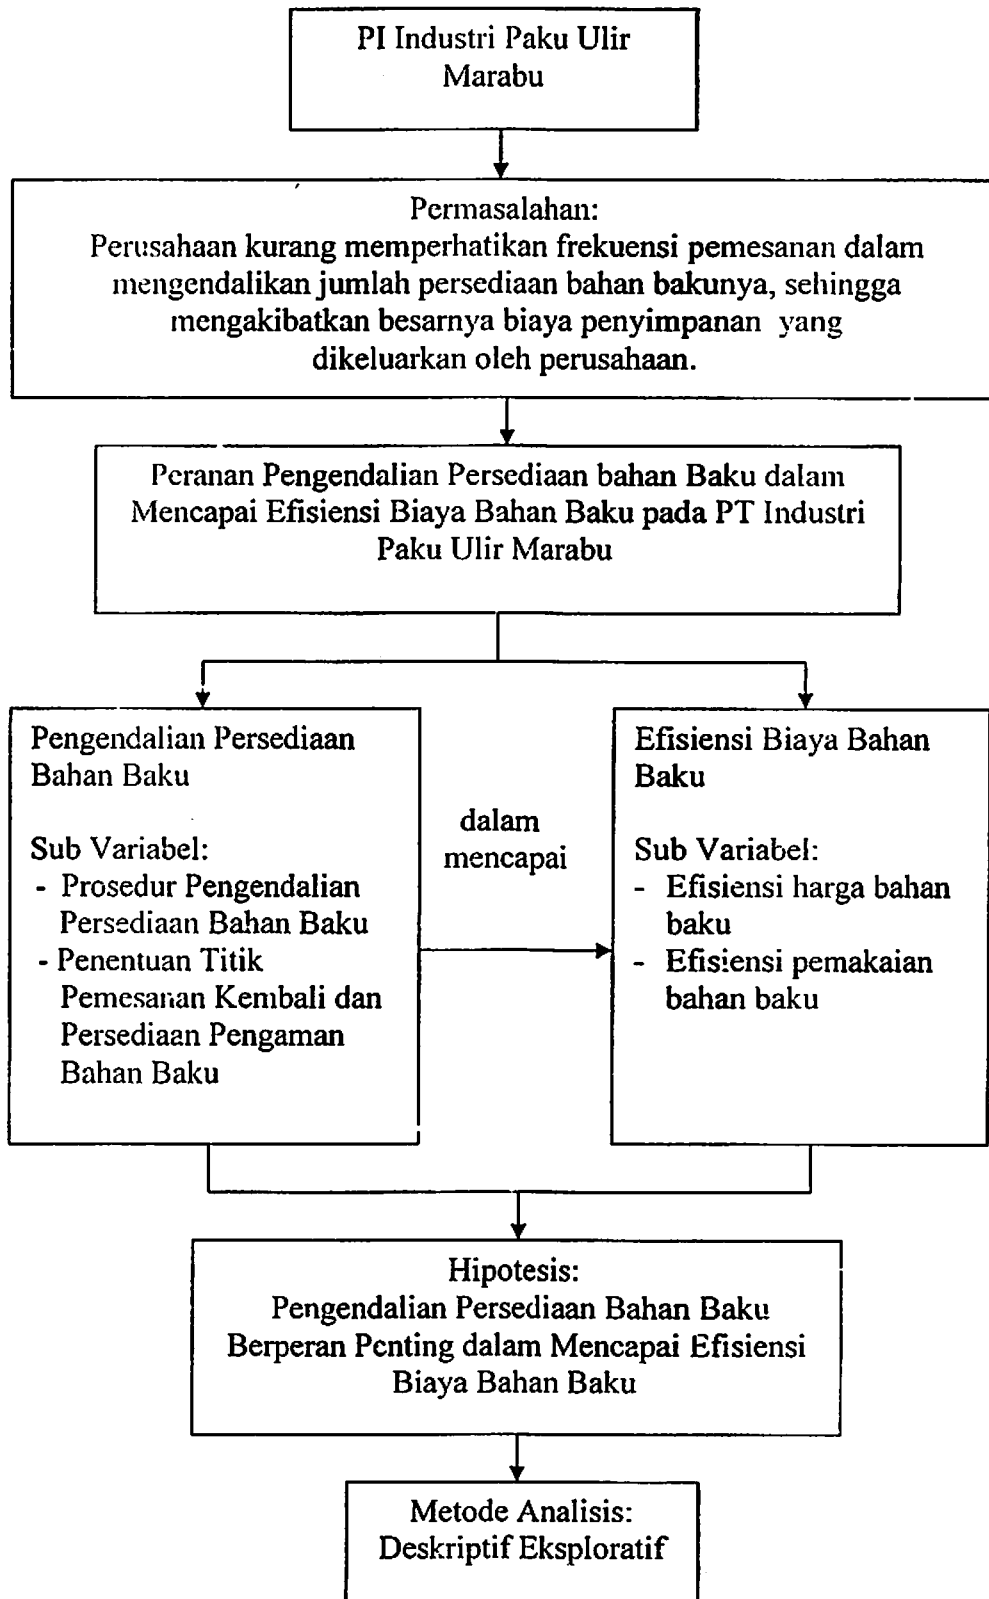 PI Industri Paku Ulir
Marabu
Permasalahan:
Perusahaan kurang memperhatikan frekuensi pemesanan dalam
mengendalikan jumlah persediaan bahan bakunya, sehingga
mengakibatkan besarnya biaya penyimpanan yang
dikeluarkan oleh perusahaan.
Peranan Pengendalian Persediaan bahan Baku dalam
Mencapai Efisiensi Biaya Bahan Baku pada PT Industri
Paku Ulir Marabu
Pengendalian Persediaan
Bahan Baku
Sub Variabel:
- Prosedur Pengendalian
Persediaan Bahan Baku
- Penentuan Titik
Pemesanan Kembali dan
Persediaan Pengaman
Bahan Baku
dalam
mencapai
Efisiensi Biaya Bahan
Baku
Sub Variabel:
- Efisiensi harga bahan
baku
- Efisiensi pemakaian
bahan baku
Hipotesis:
Pengendalian Persediaan Bahan Baku
Berperan Penting dalam Mencapai Efisiensi
Biaya Bahan Baku
Metode Analisis:
Deskriptif Eksploratif